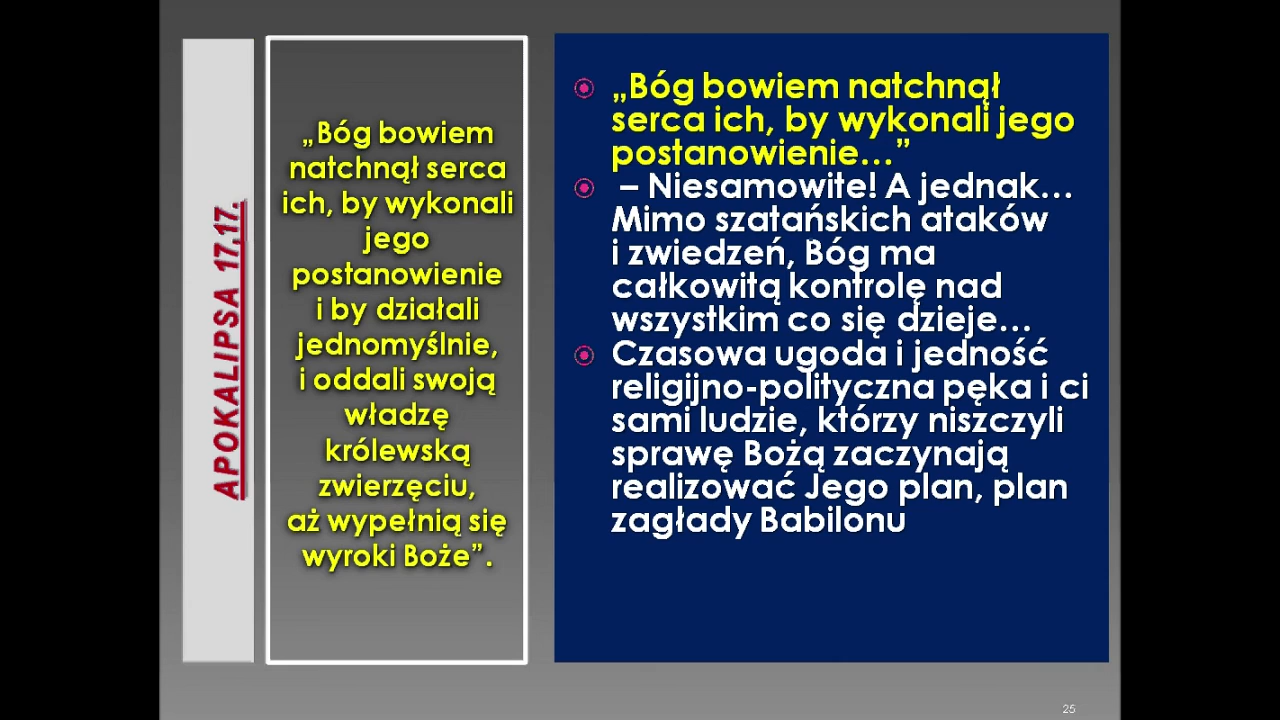 APOKALIPSA 17,17.
„Bóg bowiem
natchnął serca
ich, by wykonali
jego
postanowienie
i by działali
jednomyślnie,
i oddali swoją
władzę
królewską
zwierzęciu,
aż wypełnią się
wyroki Boże”.
„Bóg bowiem natchnął
serca ich, by wykonali jego
postanowienie…”
– Niesamowite! A jednak…
Mimo szatańskich ataków
i zwiedzeń, Bóg ma
całkowitą kontrolę nad
wszystkim co się dzieje…
Czasowa ugoda i jedność
religijno-polityczna pęka i ci
sami ludzie, którzy niszczyli
sprawę Bożą zaczynają
realizować Jego plan, plan
zagłady Babilonu
25